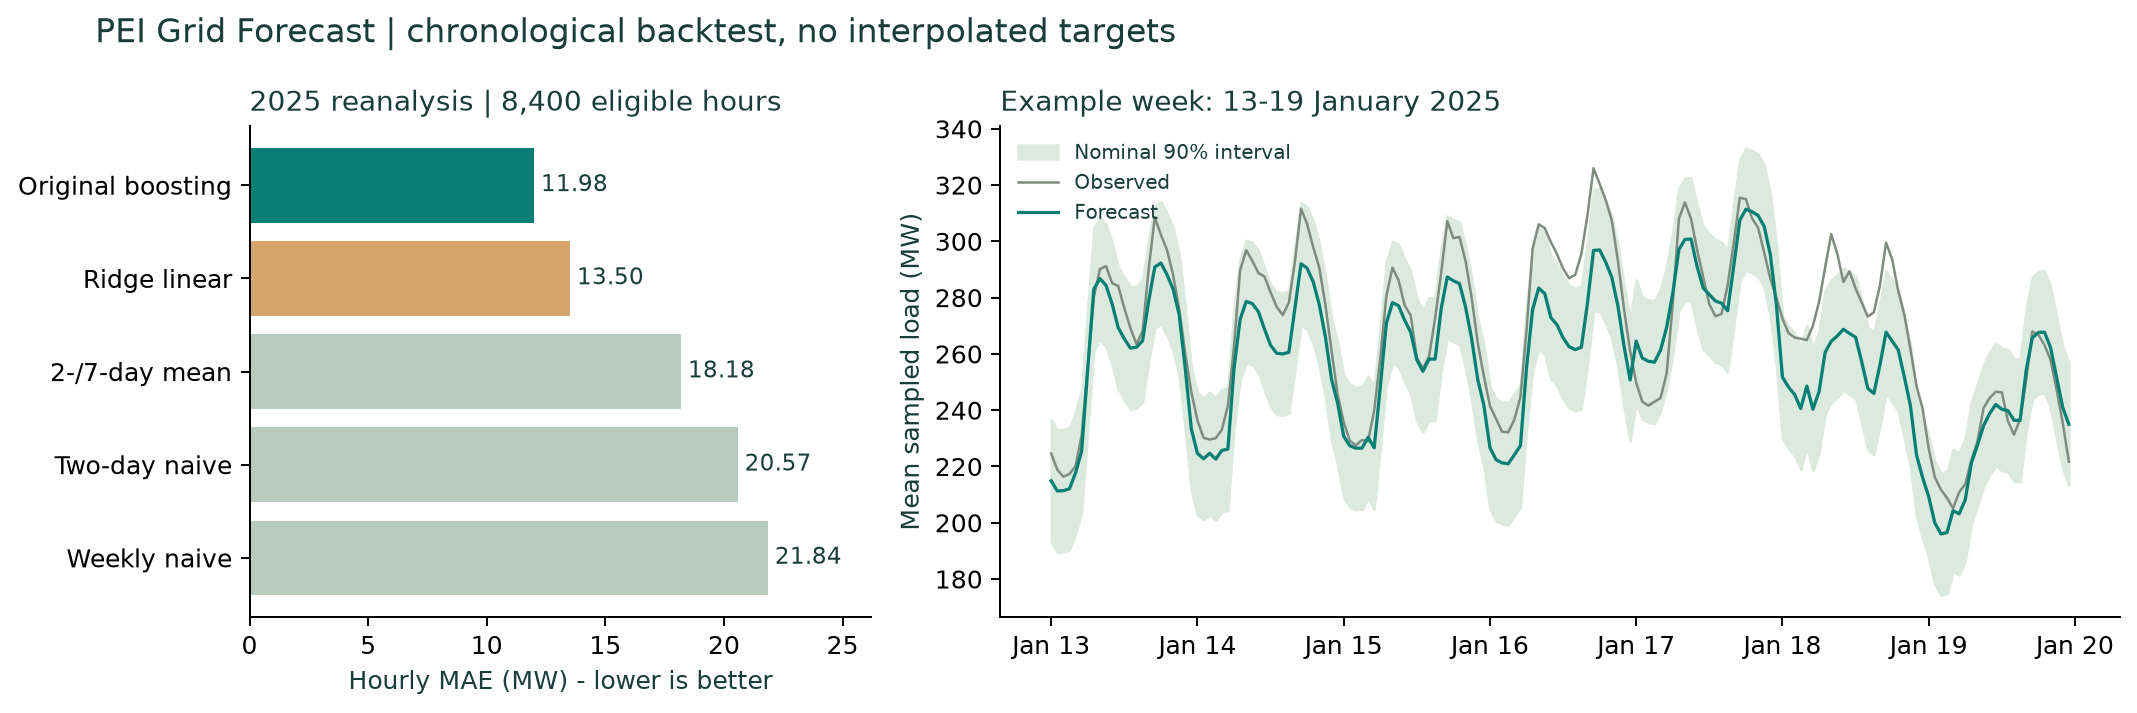 PEI Grid Forecast | chronological backtest, no interpolated targets
2025 reanalysis | 8,400 eligible hours
Original boosting
11.98
Ridge linear
13.50
2-/7-day mean
18.18
Two-day naive
20.57
Weekly naive
21.84
0 5 10 15 20 25
Hourly MAE (MW) - lower is better
Example week: 13-19 January 2025
Nominal 90% interval
Observed
Forecast
Mean sampled load (MW)
340
320
300
280
260
240
220
200
180
Jan 13 Jan 14 Jan 15 Jan 16 Jan 17 Jan 18 Jan 19 Jan 20